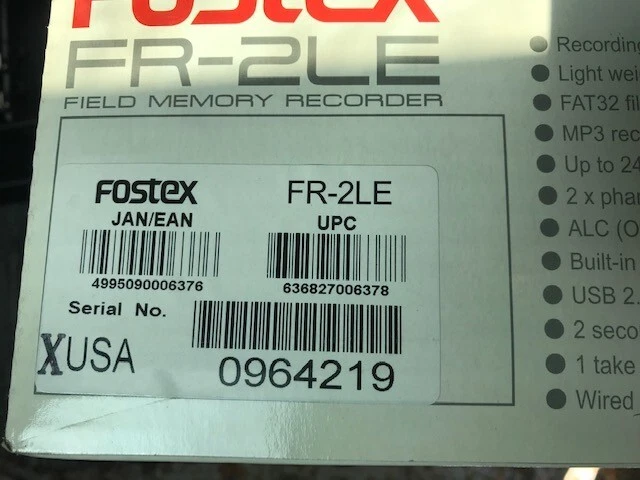 FOSTEX
FR-2LE
FIELD MEMORY RECORDER
Fostex
FR-2LE
JAN/EAN
UPC
4995090006376
636827006378
Serial No.
XUSA
0964219
Recording
Light wei
FAT32 fil
MP3 rec
Up to 24
2 x phan
ALC (O
Built-in
USB 2.
2 seco
1 take
Wired